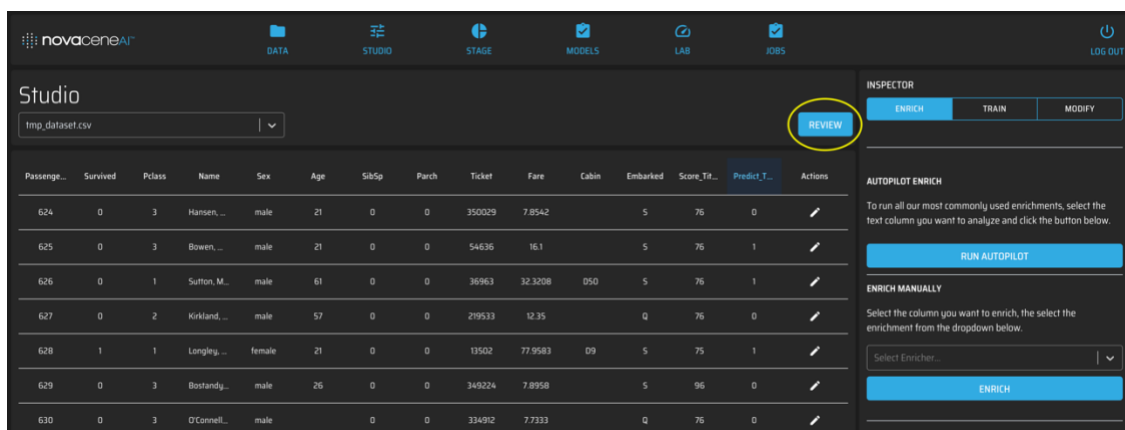 novaceneAI™
DATA STUDIO STAGE MODELS LAB JOBS LOG OUT
Studio
tmp_dataset.csv
REVIEW
Passenge... Survived Pclass Name Sex Age SibSp Parch Ticket Fare Cabin Embarked Score_Tit... Predict_T... Actions
624 0 3 Hansen, ... male 21 0 0 350029 7.8542 S 76 0
625 0 3 Bowen, ... male 21 0 0 54636 16.1 S 76 1
626 0 1 Sutton, M... male 61 0 0 36963 32.3208 D50 S 76 1
627 0 2 Kirkland, ... male 57 0 0 219533 12.35 Q 76 0
628 1 1 Longley, ... female 21 0 0 13502 77.9583 D9 S 75 1
629 0 3 Bostandy... male 26 0 0 349224 7.8958 S 96 0
630 0 3 O'Connell... male 0 0 334912 7.7333 Q 76 0
INSPECTOR
ENRICH TRAIN MODIFY
AUTOPILOT ENRICH
To run all our most commonly used enrichments, select the
text column you want to analyze and click the button below.
RUN AUTOPILOT
ENRICH MANUALLY
Select the column you want to enrich, the select the
enrichment from the dropdown below.
Select Enricher...
ENRICH